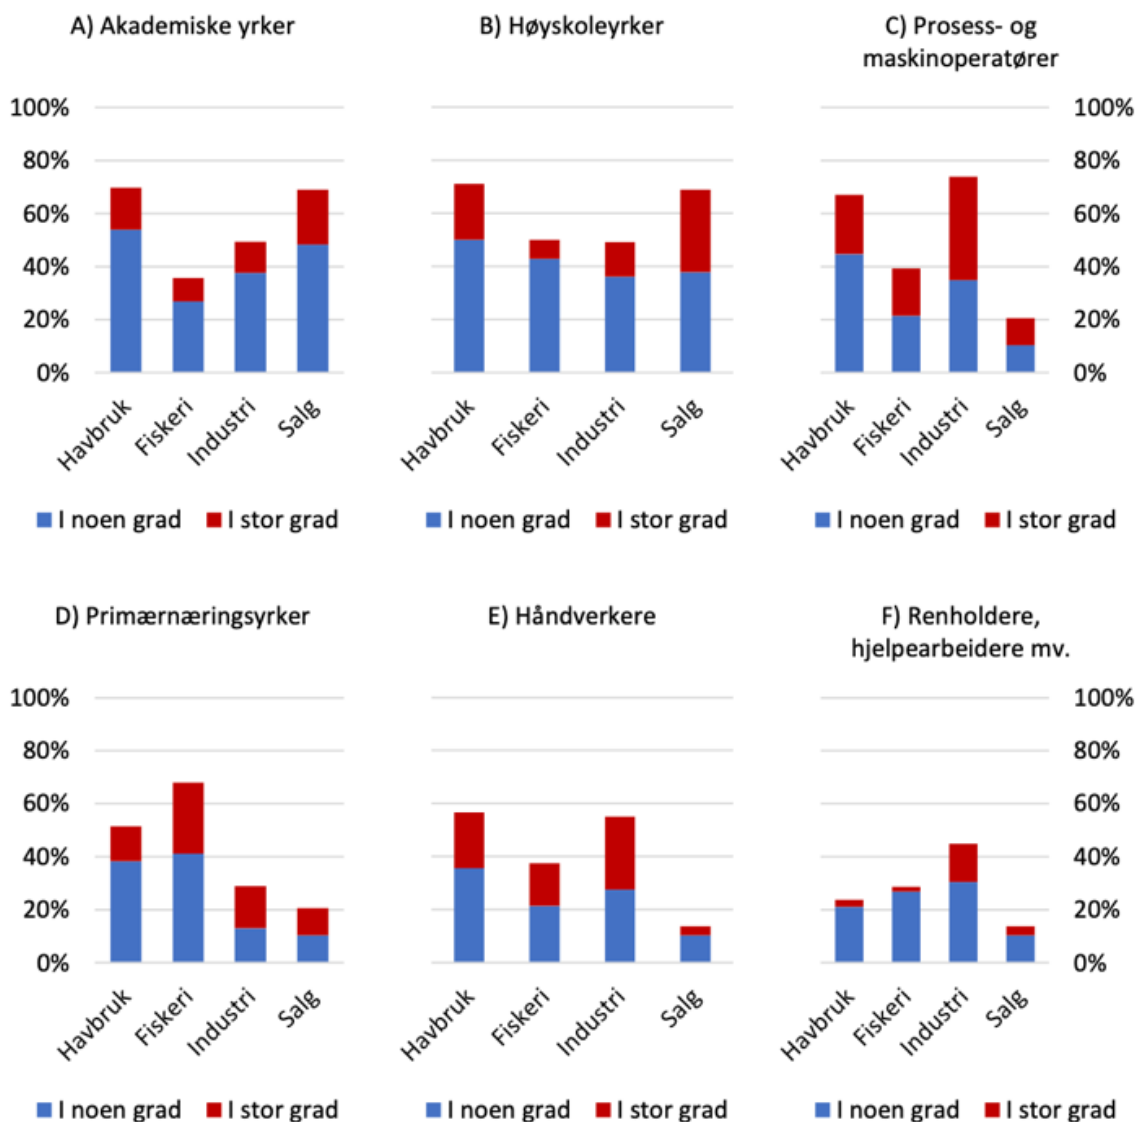 A) Akademiske yrker
B) Høyskoleyrker
C) Prosess- og
maskinoperatører
100%
80%
60%
40%
20%
0%
100%
80%
60%
40%
20%
0%
Havbruk
Fiskeri
Industri
Salg
Havbruk
Fiskeri
Industri
Salg
Havbruk
Fiskeri
Industri
Salg
I noen grad I stor grad
I noen grad I stor grad
I noen grad I stor grad
D) Primærnæringsyrker
E) Håndverkere
F) Renholdere,
hjelpearbeidere mv.
100%
80%
60%
40%
20%
0%
100%
80%
60%
40%
20%
0%
Havbruk
Fiskeri
Industri
Salg
Havbruk
Fiskeri
Industri
Salg
Havbruk
Fiskeri
Industri
Salg
I noen grad I stor grad
I noen grad I stor grad
I noen grad I stor grad